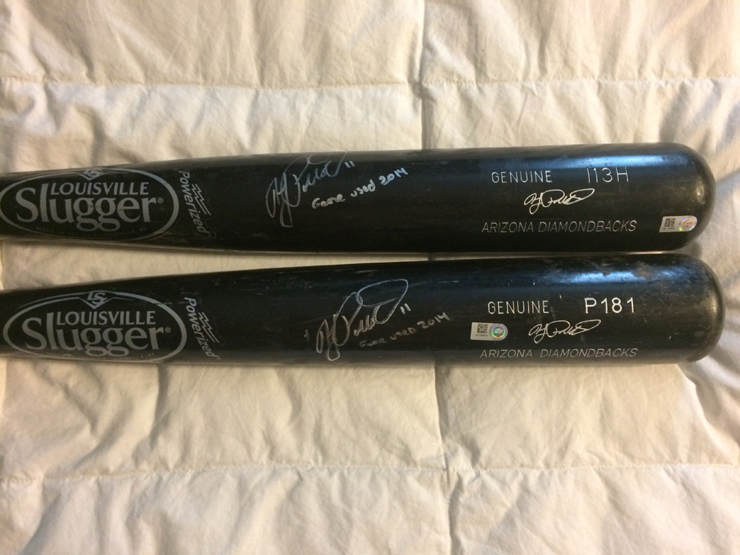 LOUISVILLE
Slugger
Powerized
11
Game used 2014
GENUINE I13H
ARIZONA DIAMONDBACKS
LOUISVILLE
Slugger
Powerized
11
Game used 2014
GENUINE P181
ARIZONA DIAMONDBACKS